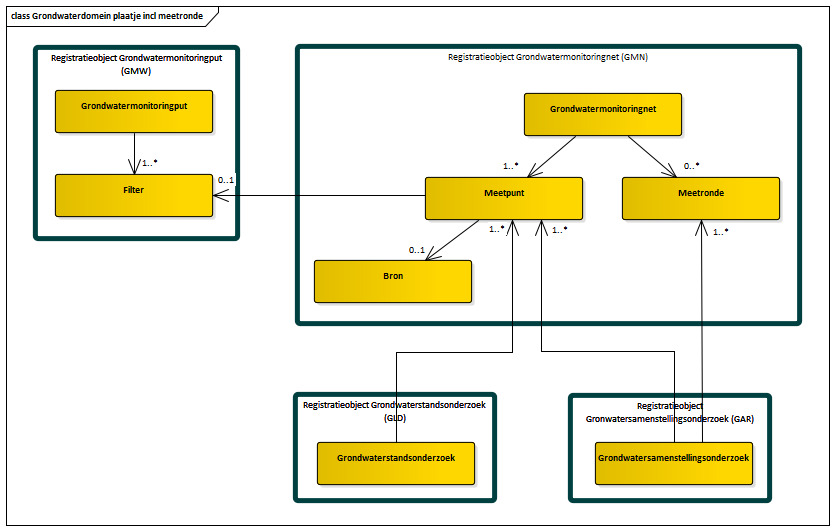 class Grondwaterdomein plaatje incl meetronde
Registratieobject Grondwatermonitoringput
(GMW)
Grondwatermonitoringput
1..*
Filter
0..1
Registratieobject Grondwatermonitoringnet (GMN)
Grondwatermonitoringnet
1..*
0..*
Meetpunt
Meetronde
1..*
1..*
1..*
0..1
Bron
Registratieobject Grondwaterstandsonderzoek
(GLD)
Grondwaterstandsonderzoek
Registratieobject
Gronwatersamenstellingsonderzoek (GAR)
Grondwatersamenstellingsonderzoek